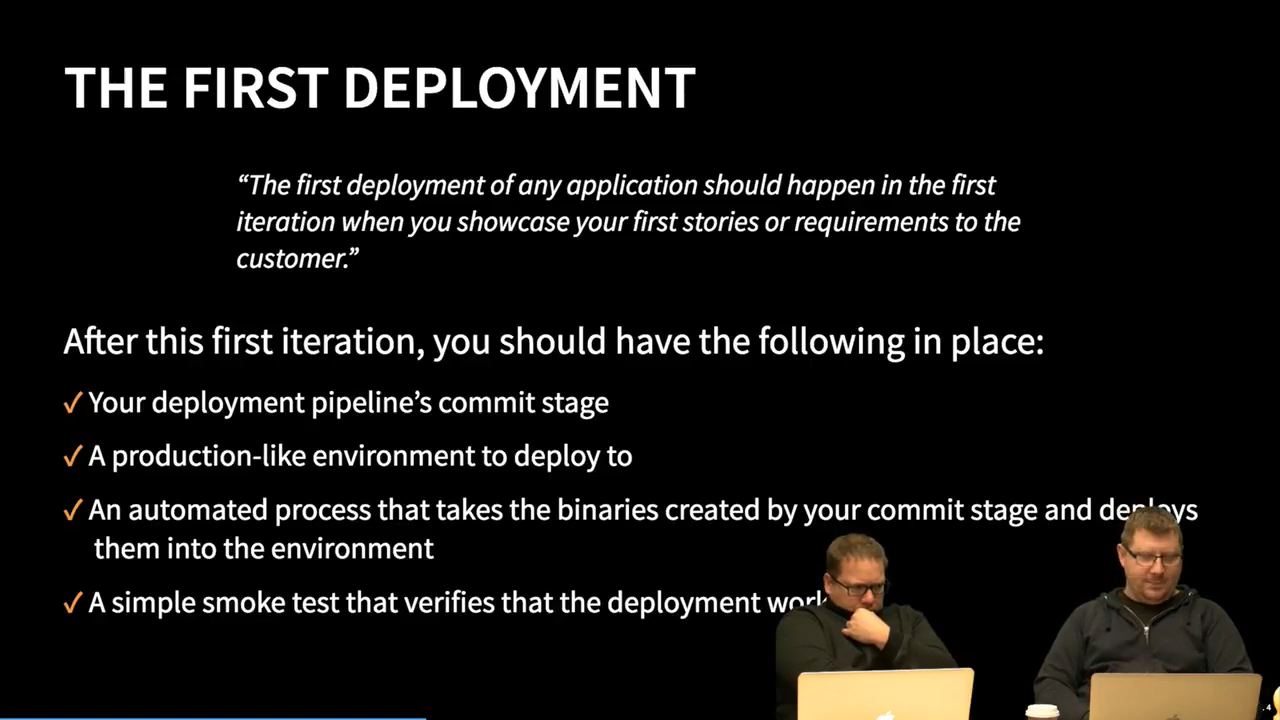 THE FIRST DEPLOYMENT
“The first deployment of any application should happen in the first
iteration when you showcase your first stories or requirements to the
customer.”
After this first iteration, you should have the following in place:
✓ Your deployment pipeline’s commit stage
✓ A production-like environment to deploy to
✓ An automated process that takes the binaries created by your commit stage and deploys
them into the environment
✓ A simple smoke test that verifies that the deployment